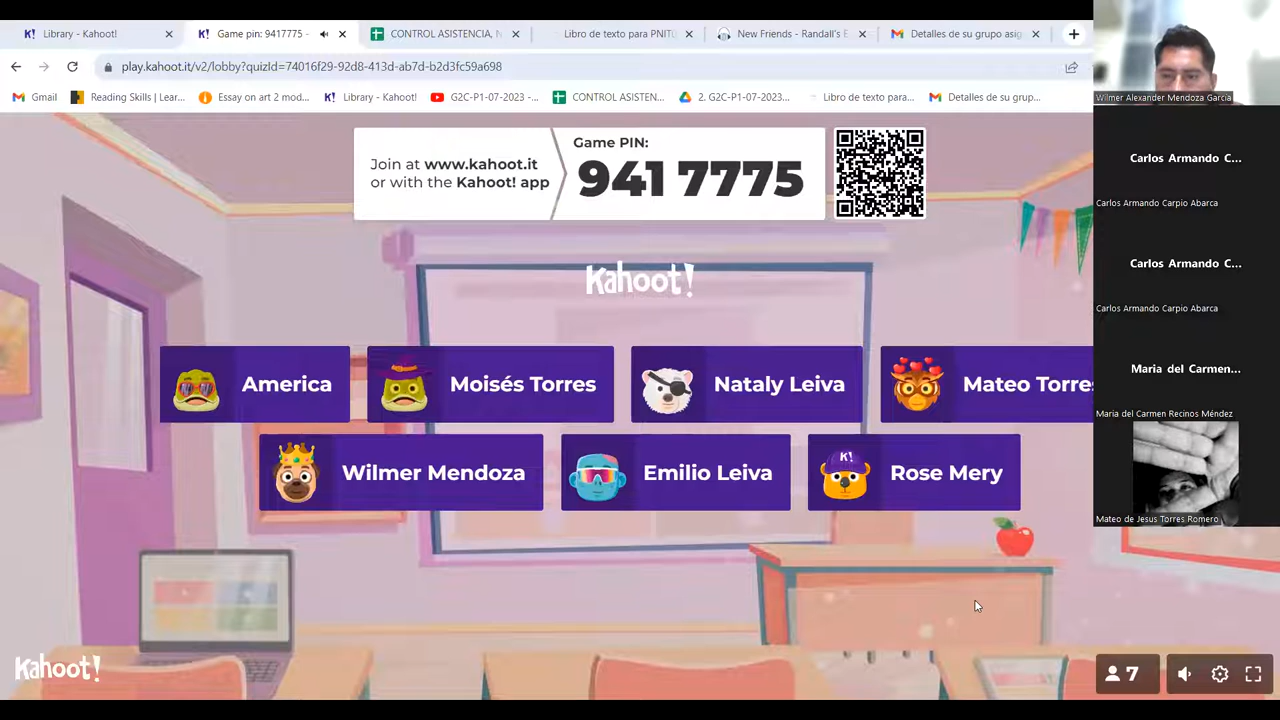 Library - Kahoot!
Game pin: 9417775 -
CONTROL ASISTENCIA, N
Libro de texto para PNITU
New Friends - Randall's E
Detalles de su grupo asig
play.kahoot.it/v2/lobby?quizId=74016f29-92d8-413d-ab7d-b2d3fc59a698
Gmail
Reading Skills | Lear...
Essay on art 2 mod...
Library - Kahoot!
G2C-P1-07-2023 -...
CONTROL ASISTEN...
2. G2C-P1-07-2023...
Libro de texto para...
Detalles de su grup...
Wilmer Alexander Mendoza García
Join at www.kahoot.it
or with the Kahoot! app
Game PIN:
941 7775
Kahoot!
America
Moisés Torres
Nataly Leiva
Mateo Torres
Wilmer Mendoza
Emilio Leiva
K!
Rose Mery
Carlos Armando C...
Carlos Armando Carpio Abarca
Carlos Armando C...
Carlos Armando Carpio Abarca
Maria del Carmen...
Maria del Carmen Recinos Méndez
Mateo de Jesus Torres Romero
Kahoot!
7